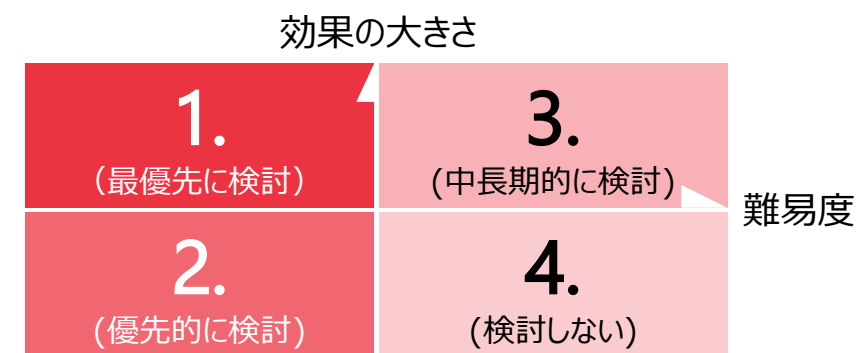 効果の大きさ
1.
（最優先に検討）
3.
(中長期的に検討)
難易度
2.
(優先的に検討)
4.
(検討しない)